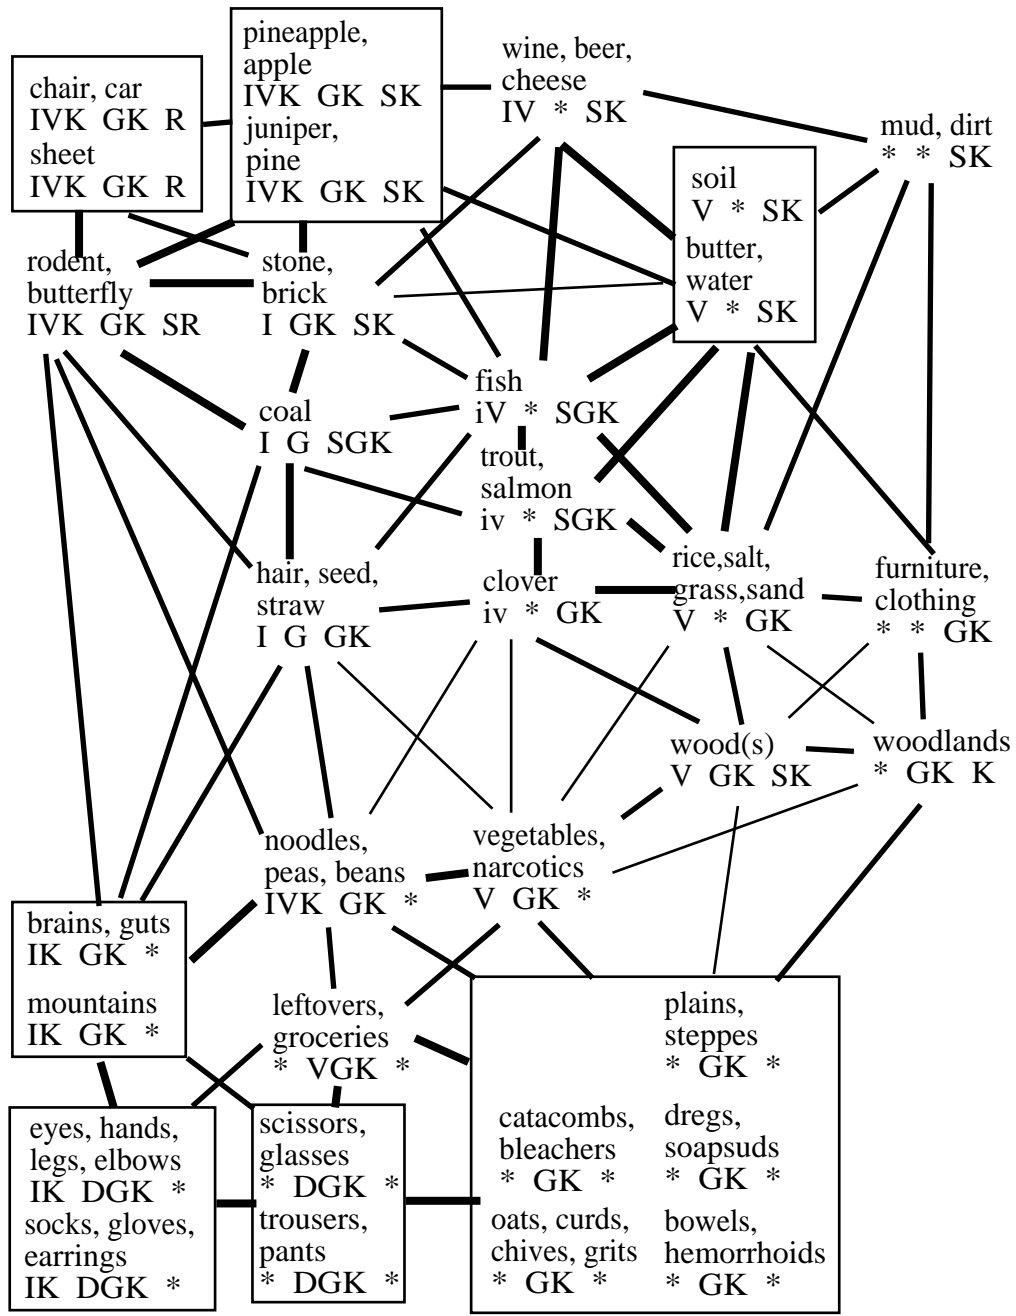 pineapple,
apple
IVK GK SK
juniper,
pine
IVK GK SK
wine, beer,
cheese
IV * SK
chair, car
IVK GK R
sheet
IVK GK R
mud, dirt
* * SK
soil
V * SK
butter,
water
V * SK
rodent,
butterfly
IVK GK SR
stone,
brick
I GK SK
fish
iV * SGK
coal
I G SGK
trout,
salmon
iv * SGK
hair, seed,
straw
I G GK
clover
iv * GK
rice,salt,
grass,sand
V * GK
furniture,
clothing
* * GK
wood(s)
V GK SK
woodlands
* GK K
noodles,
peas, beans
IVK GK *
vegetables,
narcotics
V GK *
brains, guts
IK GK *
mountains
IK GK *
leftovers,
groceries
* VGK *
plains,
steppes
* GK *
eyes, hands,
legs, elbows
IK DGK *
socks, gloves,
earrings
IK DGK *
scissors,
glasses
* DGK *
trousers,
pants
* DGK *
catacombs,
bleachers
* GK *
dregs,
soapsuds
* GK *
oats, curds,
chives, grits
* GK *
bowels,
hemorrhoids
* GK *